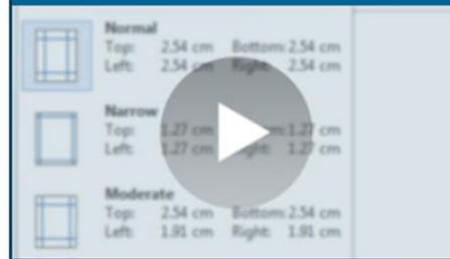 Normal
Top: 2.54 cm Bottom: 2.54 cm
Left: 2.54 cm Right: 2.54 cm
Narrow
Top: 1.27 cm Bottom: 1.27 cm
Left: 1.27 cm Right: 1.27 cm
Moderate
Top: 2.54 cm Bottom: 2.54 cm
Left: 1.91 cm Right: 1.91 cm